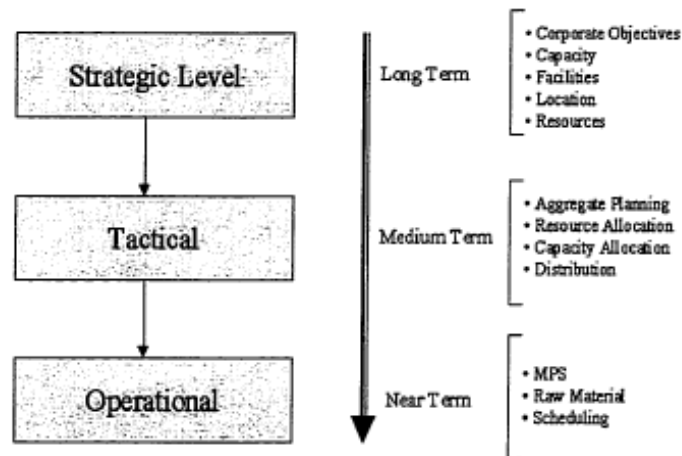 Strategic Level
Long Term
• Corporate Objectives
• Capacity
• Facilities
• Location
• Resources
Tactical
Medium Term
• Aggregate Planning
• Resource Allocation
• Capacity Allocation
• Distribution
Operational
Near Term
• MPS
• Raw Material
• Scheduling